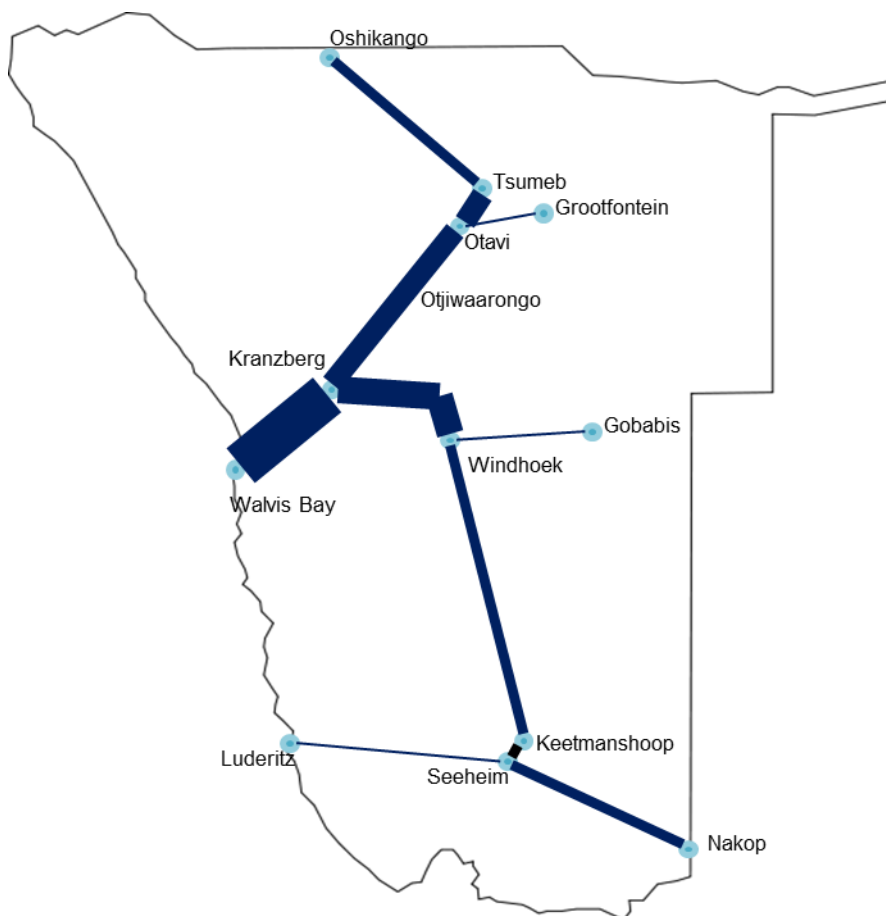 Oshikango
Tsumeb
Grootfontein
Otavi
Otjiwaarongo
Kranzberg
Gobabis
Windhoek
Walvis Bay
Keetmanshoop
Luderitz
Seeheim
Nakop